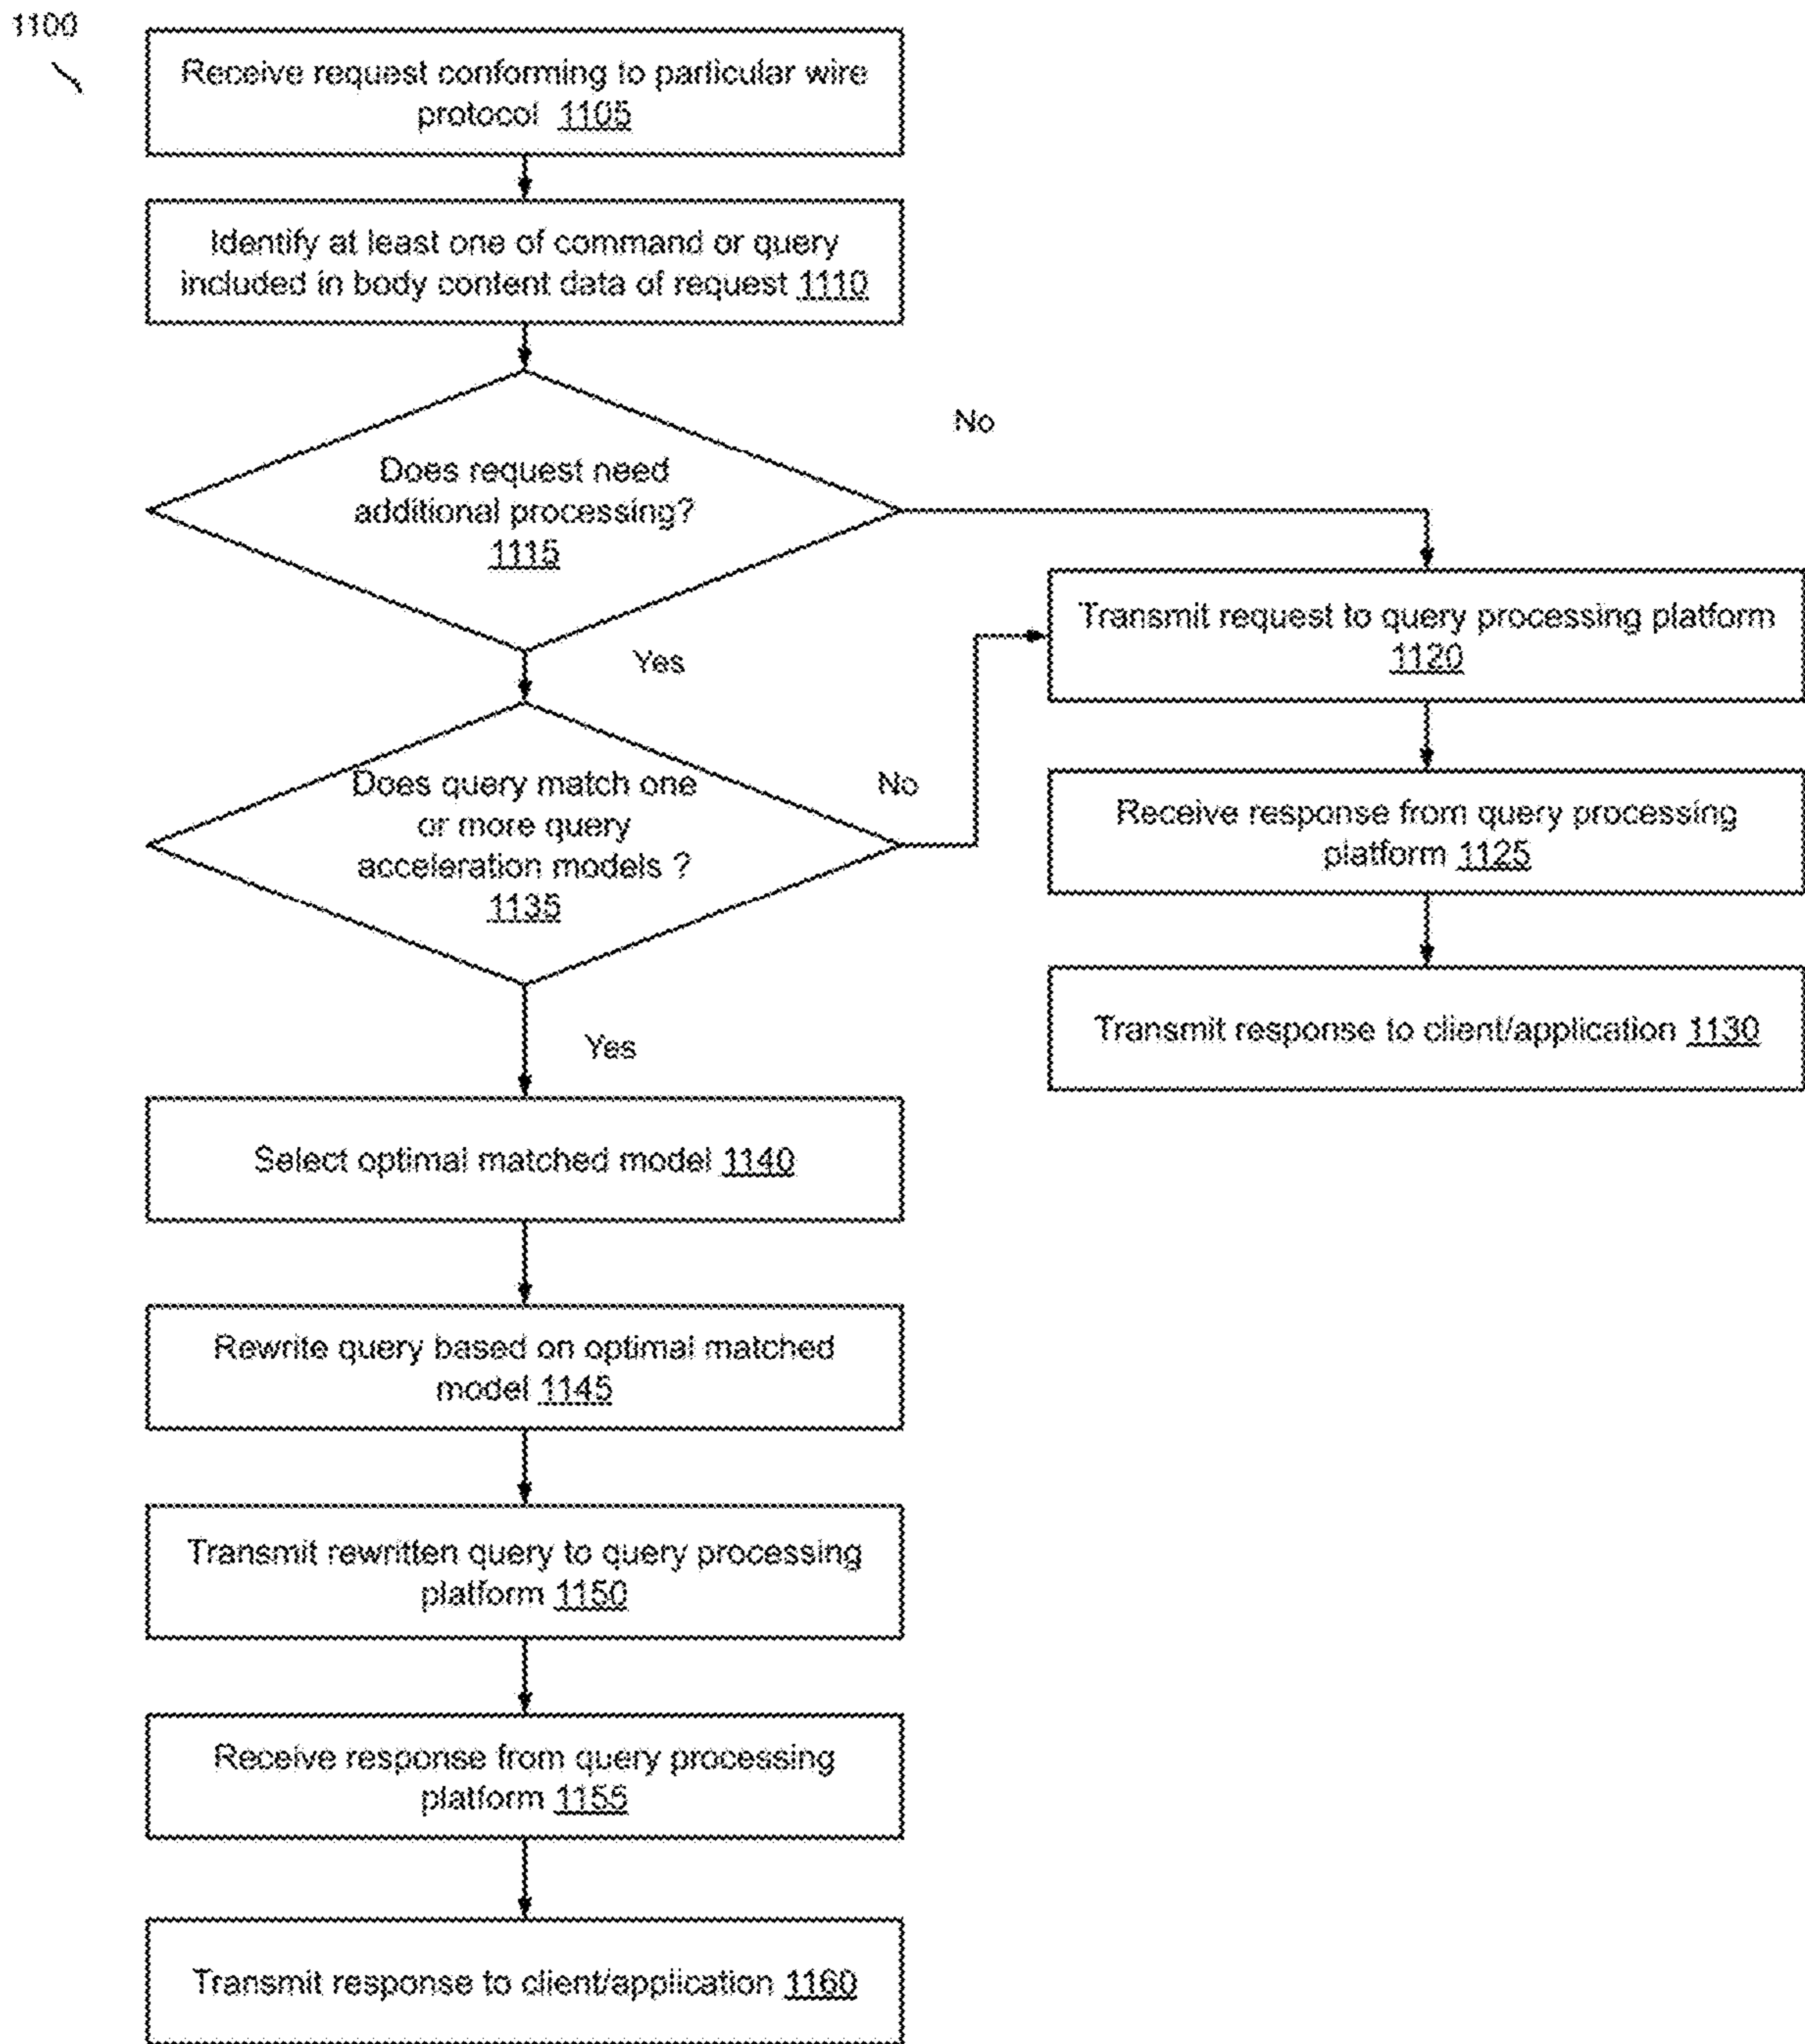 1100
Receive request conforming to particular wire
protocol 1105
Identify at least one of command or query
included in body content data of request 1110
No
Does request need
additional processing?
1115
Transmit request to query processing platform
1120
Yes
Does query match one
or more query
acceleration models ?
1135
No
Receive response from query processing
platform 1125
Transmit response to client/application 1130
Yes
Select optimal matched model 1140
Rewrite query based on optimal matched
model 1145
Transmit rewritten query to query processing
platform 1150
Receive response from query processing
platform 1155
Transmit response to client/application 1160